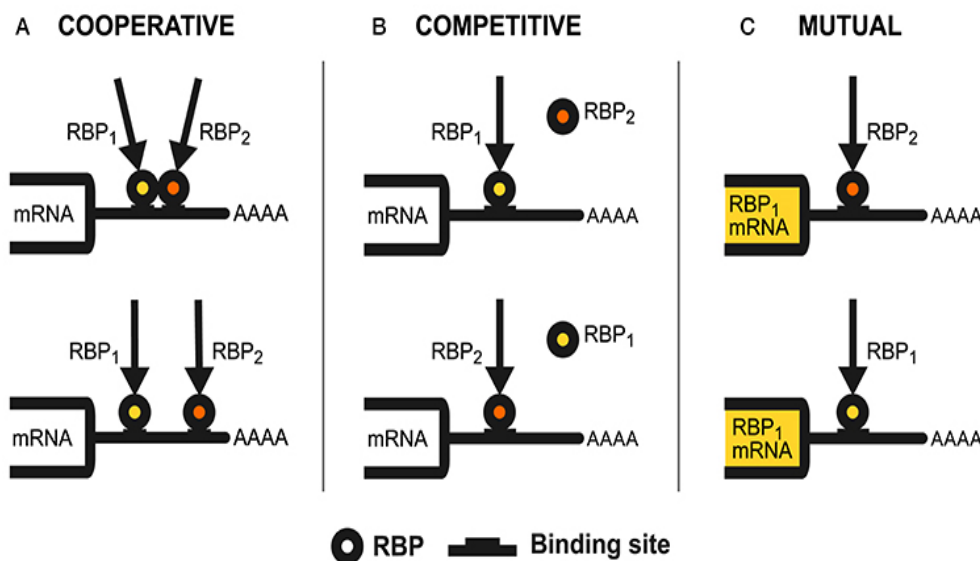 A COOPERATIVE
RBP1
RBP2
mRNA
AAAA
RBP1
RBP2
mRNA
AAAA
B COMPETITIVE
RBP1
RBP2
mRNA
AAAA
RBP2
RBP1
mRNA
AAAA
C MUTUAL
RBP2
RBP1
mRNA
AAAA
RBP1
RBP1
mRNA
AAAA
RBP
Binding site